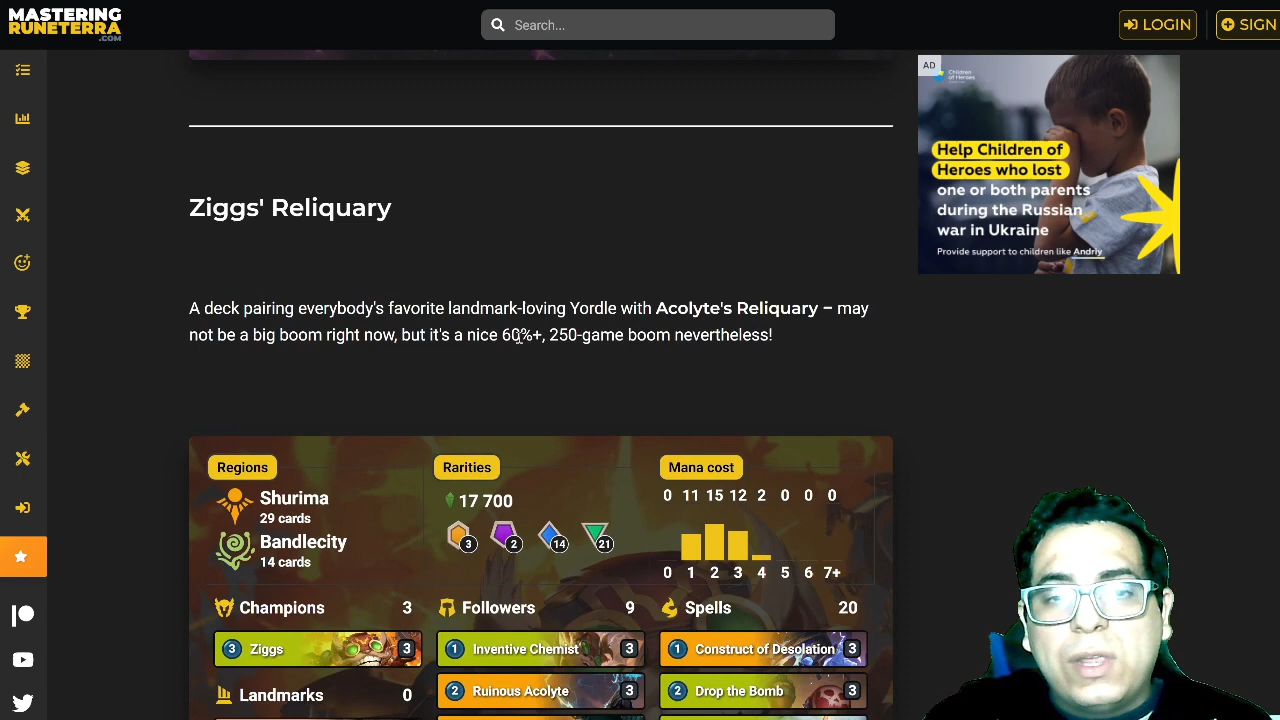 MASTERING
RUNETERRA
.COM
Search...
LOGIN
SIGN
AD
Children
of Heroes
Help Children of
Heroes who lost
one or both parents
during the Russian
war in Ukraine
Provide support to children like Andriy
Ziggs' Reliquary
A deck pairing everybody's favorite landmark-loving Yordle with Acolyte's Reliquary – may
not be a big boom right now, but it's a nice 60%+, 250-game boom nevertheless!
Regions
Shurima
29 cards
Bandlecity
14 cards
Rarities
17 700
3 2 14 21
Mana cost
0 11 15 12 2 0 0 0
0 1 2 3 4 5 6 7+
Champions 3
Followers 9
Spells 20
3 Ziggs 3
1 Inventive Chemist 3
1 Construct of Desolation 3
Landmarks 0
2 Ruinous Acolyte 3
2 Drop the Bomb 3